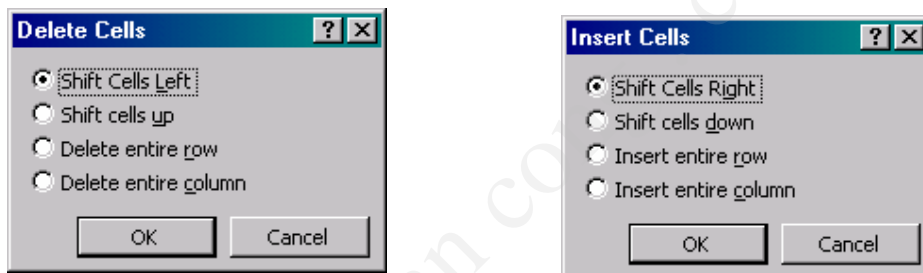 Delete Cells
Shift Cells Left
Shift cells up
Delete entire row
Delete entire column
OK Cancel
Insert Cells
Shift Cells Right
Shift cells down
Insert entire row
Insert entire column
OK Cancel